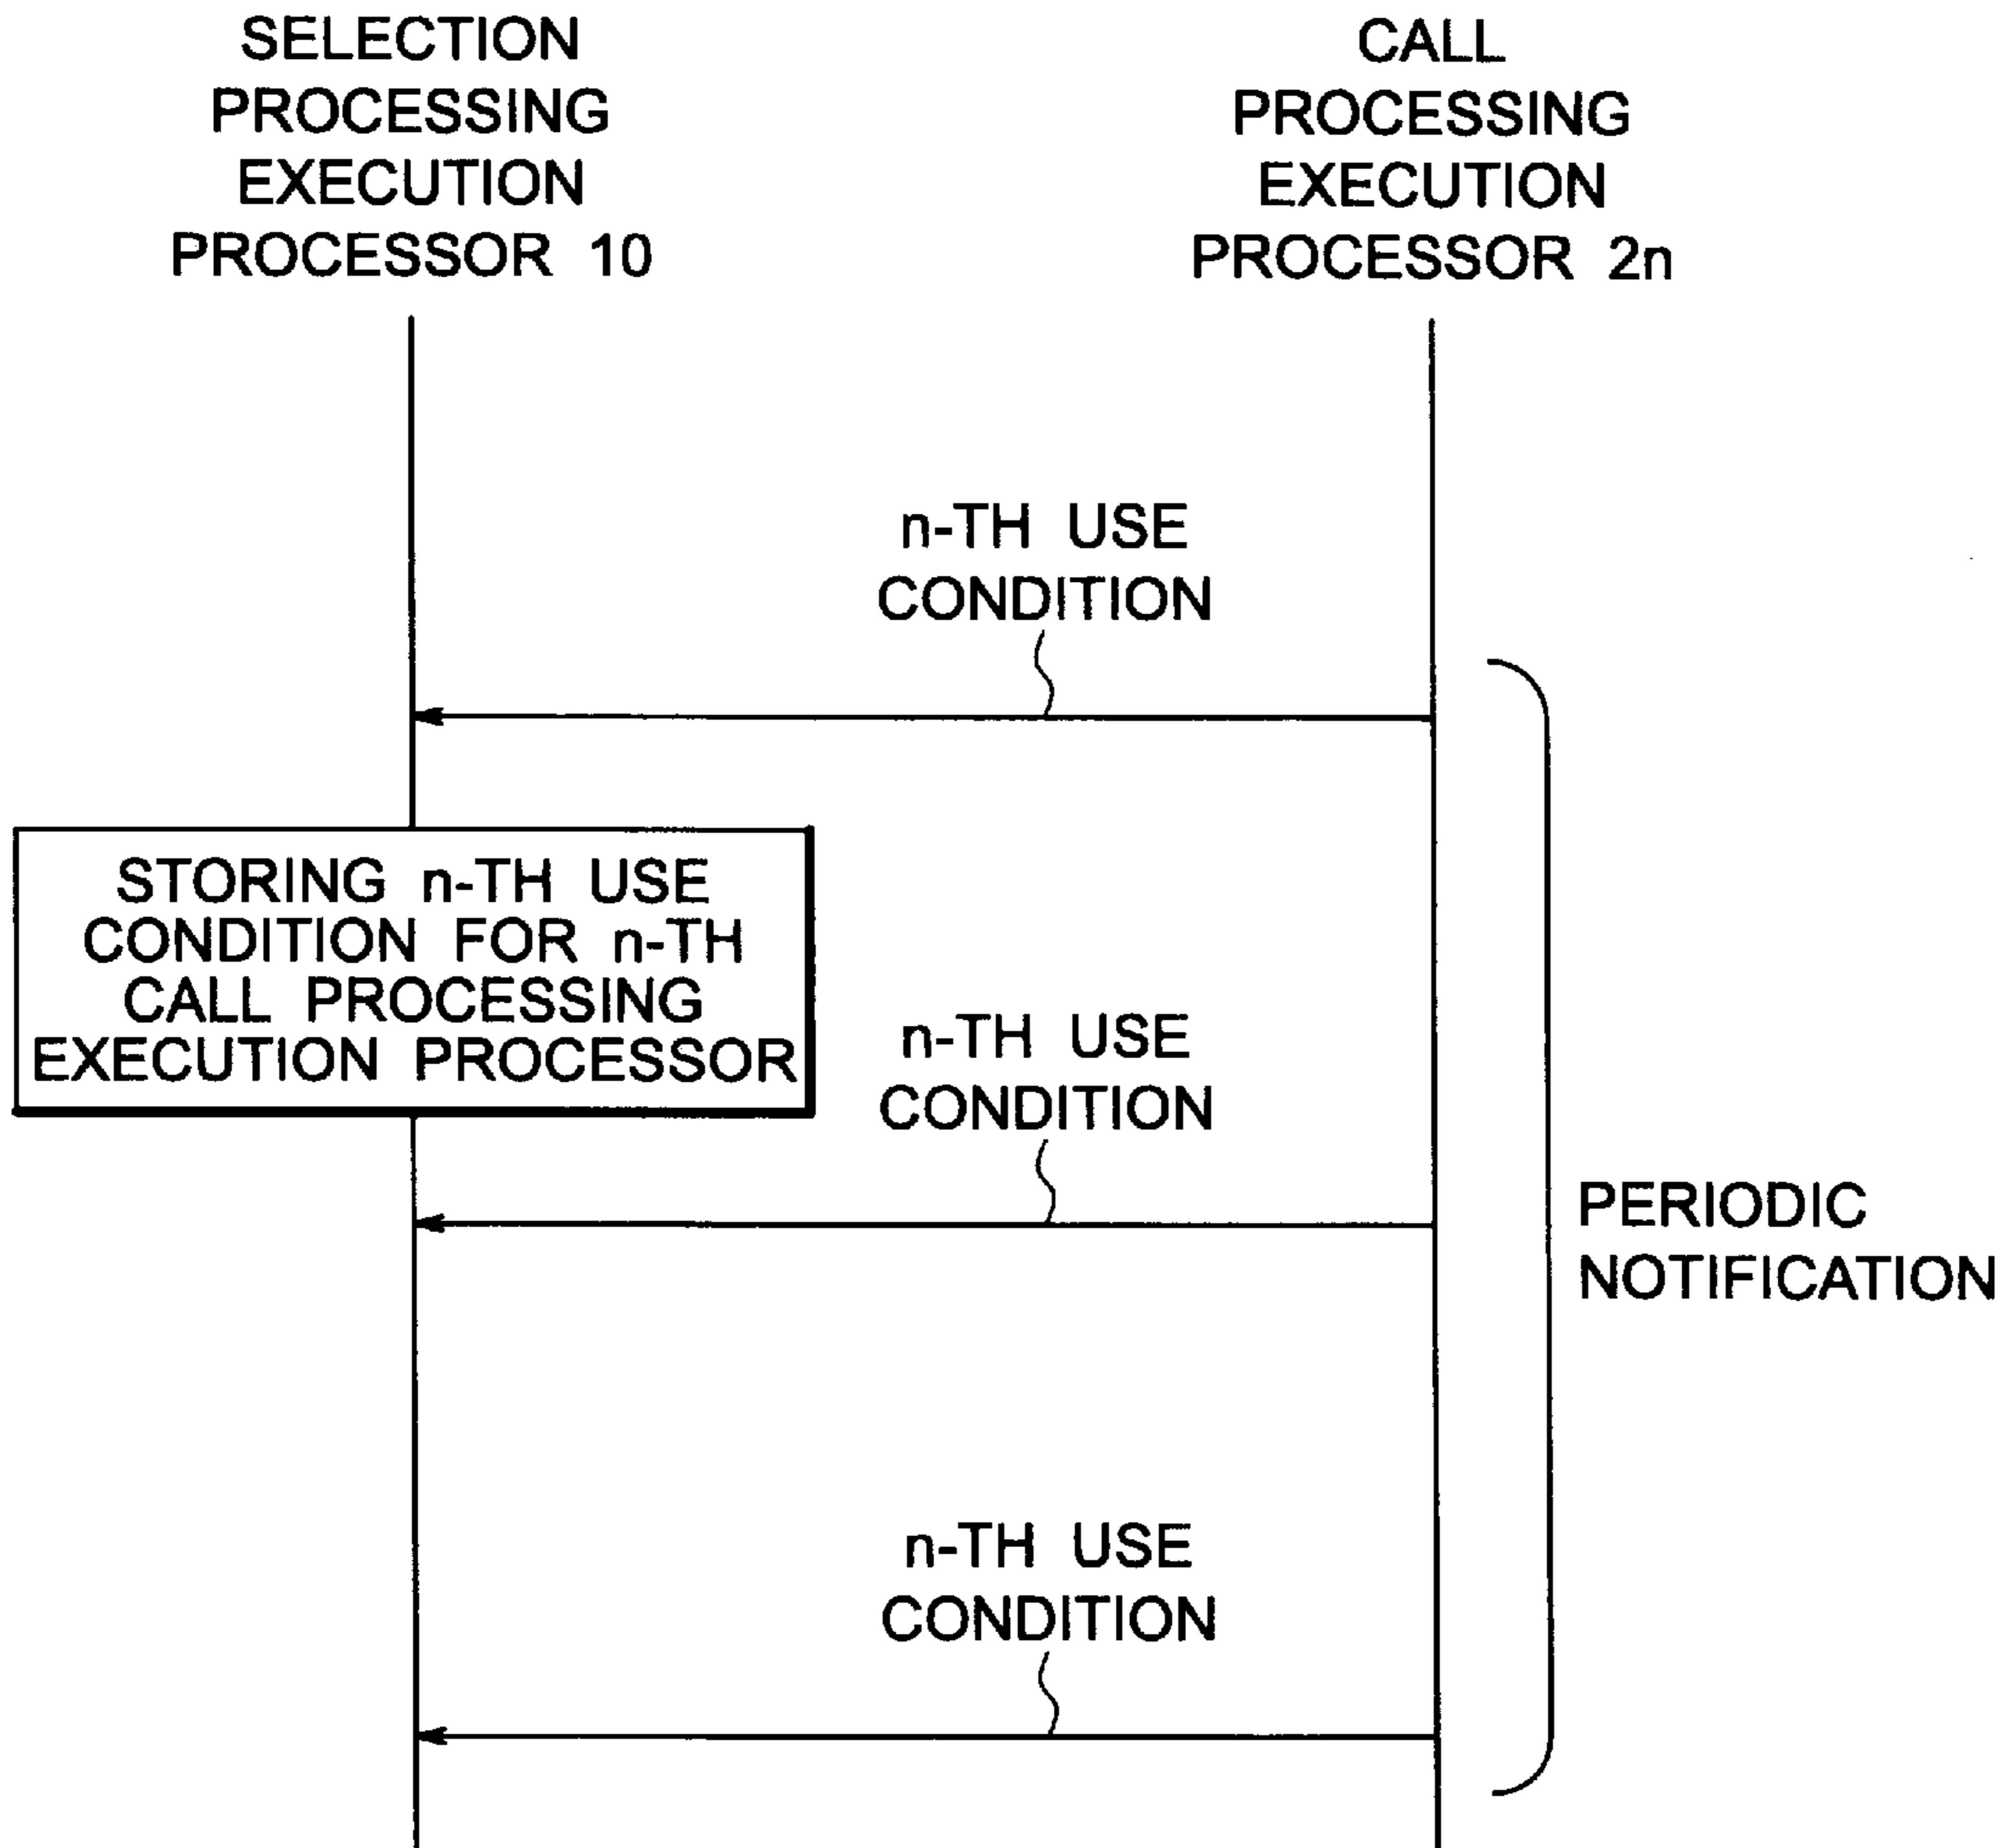 SELECTION
PROCESSING
EXECUTION
PROCESSOR 10
CALL
PROCESSING
EXECUTION
PROCESSOR 2n
n-TH USE
CONDITION
STORING n-TH USE
CONDITION FOR n-TH
CALL PROCESSING
EXECUTION PROCESSOR
n-TH USE
CONDITION
PERIODIC
NOTIFICATION
n-TH USE
CONDITION